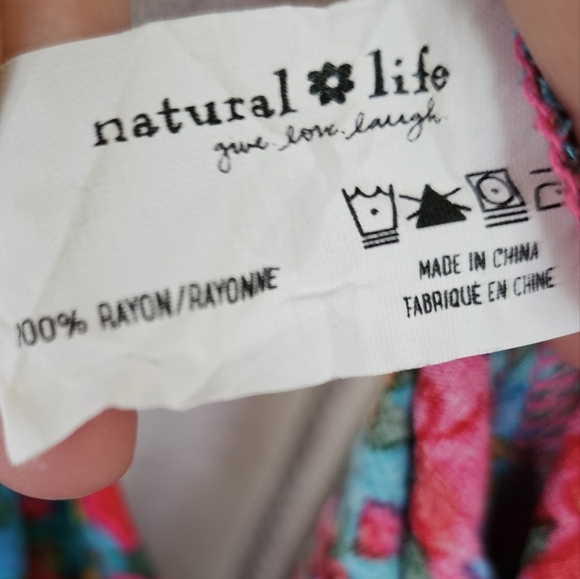 natural life
give. love. laugh.
100% RAYON/RAYONNE
MADE IN CHINA
FABRIQUÉ EN CHINE